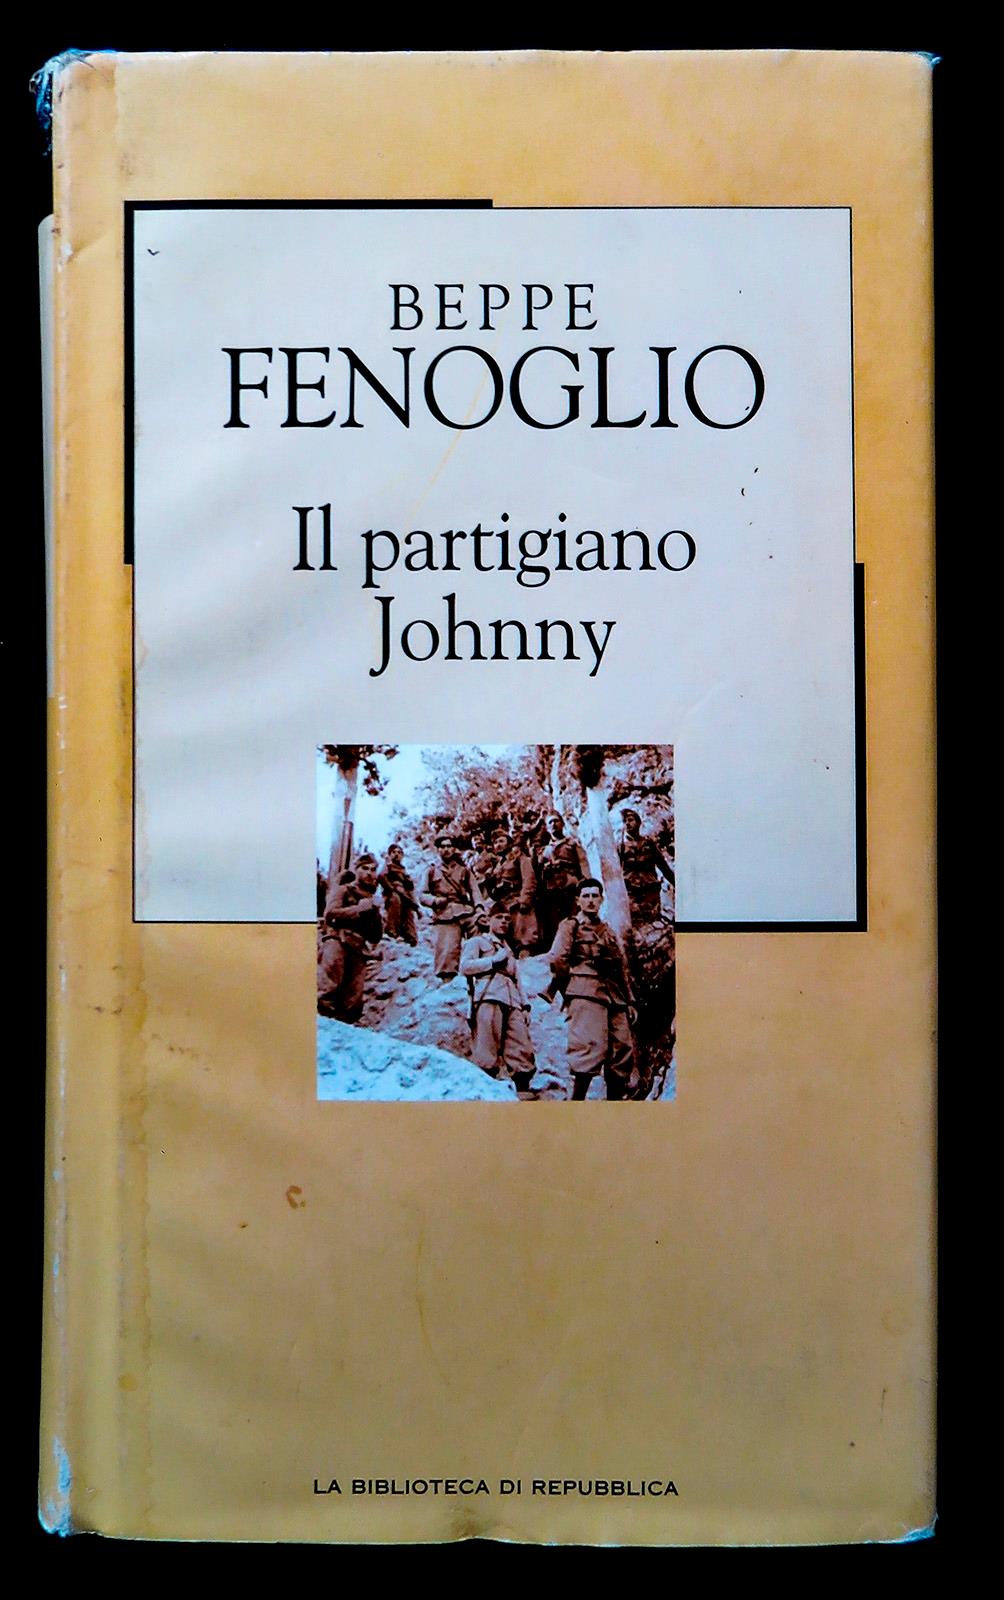 BEPPE
FENOGLIO
Il partigiano
Johnny
LA BIBLIOTECA DI REPUBBLICA